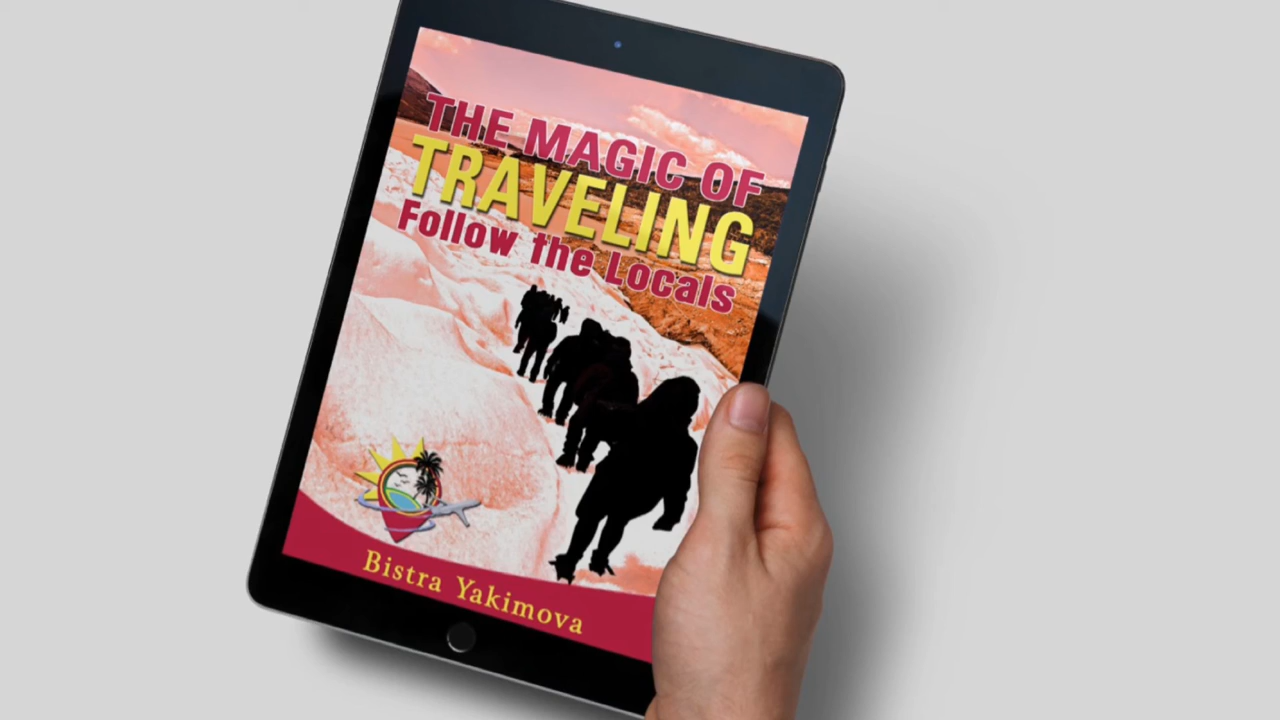 THE MAGIC OF
TRAVELING
Follow the Locals
Bistra Yakimova